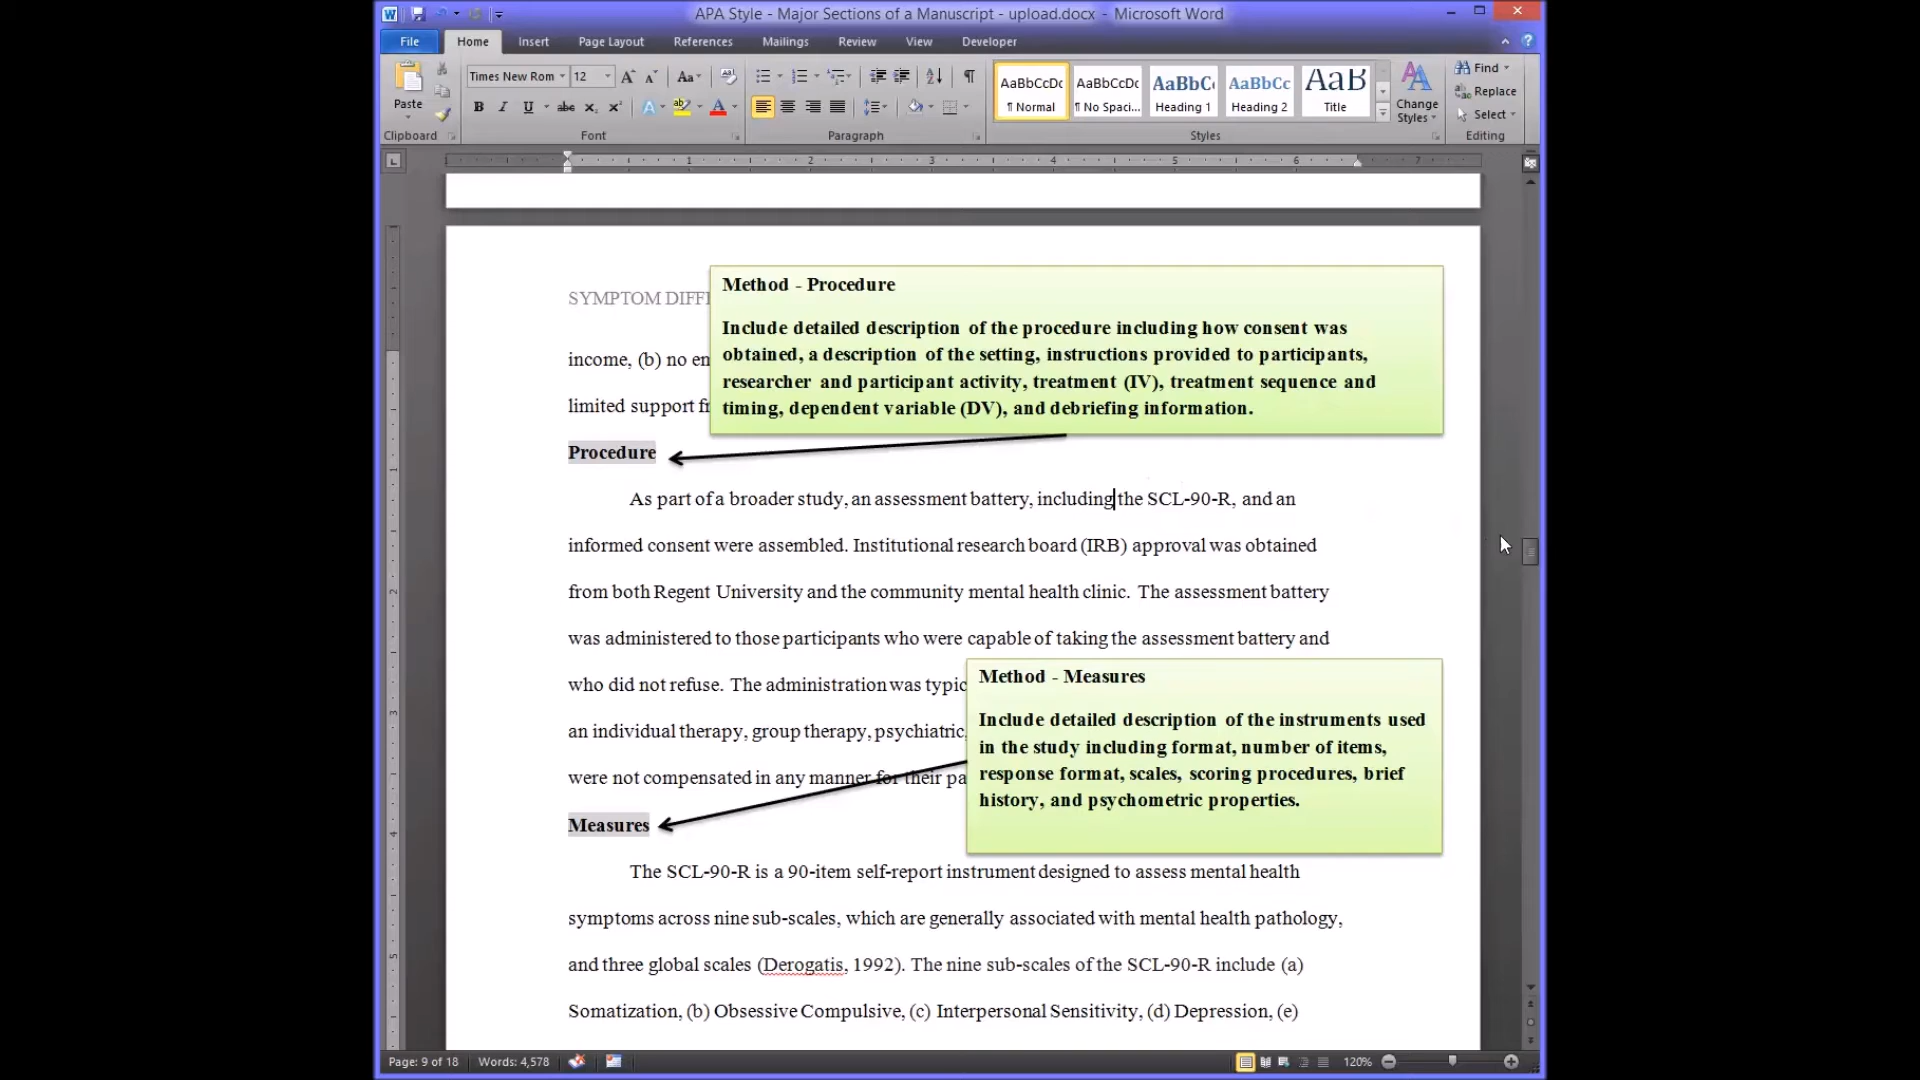 APA Style - Major Sections of a Manuscript - upload.docx - Microsoft Word
File Home Insert Page Layout References Mailings Review View Developer
Times New Rom 12
AaBbCcDc AaBbCcDc AaBbC AaBbCc AaB
Paste
¶ Normal ¶ No Spaci... Heading 1 Heading 2 Title
Change Styles
Find
Replace
Select
Clipboard Font Paragraph Styles Editing
SYMPTOM DIFF
income, (b) no em
limited support f
Method - Procedure
Include detailed description of the procedure including how consent was
obtained, a description of the setting, instructions provided to participants,
researcher and participant activity, treatment (IV), treatment sequence and
timing, dependent variable (DV), and debriefing information.
Procedure
As part of a broader study, an assessment battery, including the SCL-90-R, and an
informed consent were assembled. Institutional research board (IRB) approval was obtained
from both Regent University and the community mental health clinic. The assessment battery
was administered to those participants who were capable of taking the assessment battery and
who did not refuse. The administration was typic
an individual therapy, group therapy, psychiatric,
were not compensated in any manner for their pa
Method - Measures
Include detailed description of the instruments used
in the study including format, number of items,
response format, scales, scoring procedures, brief
history, and psychometric properties.
Measures
The SCL-90-R is a 90-item self-report instrument designed to assess mental health
symptoms across nine sub-scales, which are generally associated with mental health pathology,
and three global scales (Derogatis, 1992). The nine sub-scales of the SCL-90-R include (a)
Somatization, (b) Obsessive Compulsive, (c) Interpersonal Sensitivity, (d) Depression, (e)
Page: 9 of 18 Words: 4,578 120%